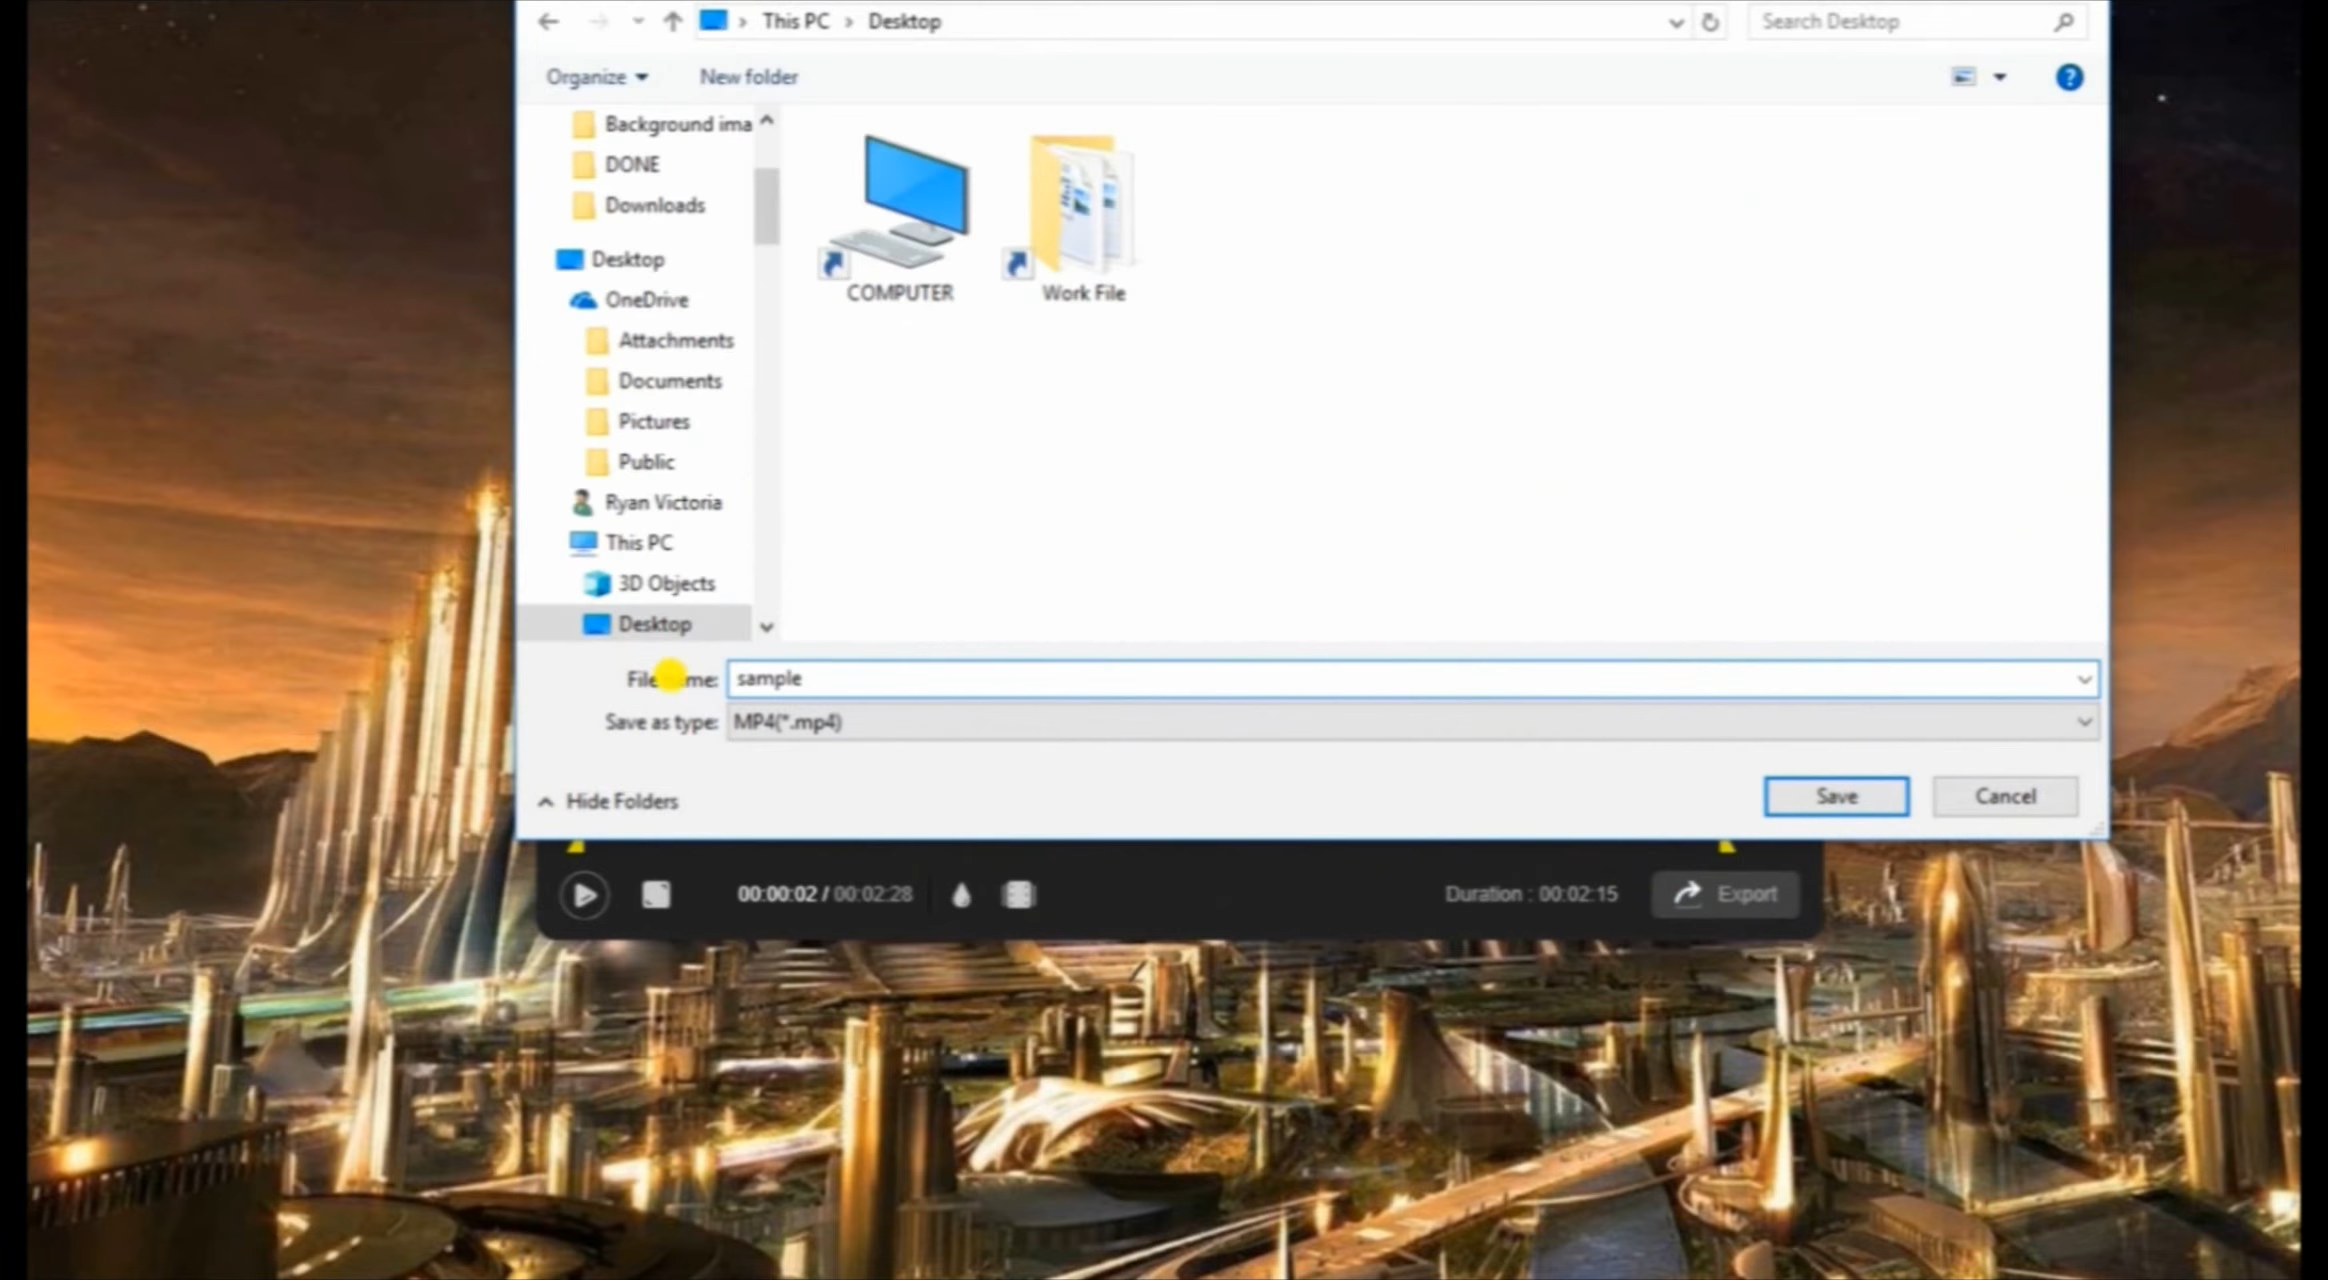 This PC > Desktop
Search Desktop
Organize
New folder
Background ima
DONE
Downloads
Desktop
OneDrive
Attachments
Documents
Pictures
Public
Ryan Victoria
This PC
3D Objects
Desktop
COMPUTER
Work File
File me: sample
Save as type: MP4(*.mp4)
Hide Folders
Save
Cancel
00:00:02 / 00:02:28
Duration : 00:02:15
Export